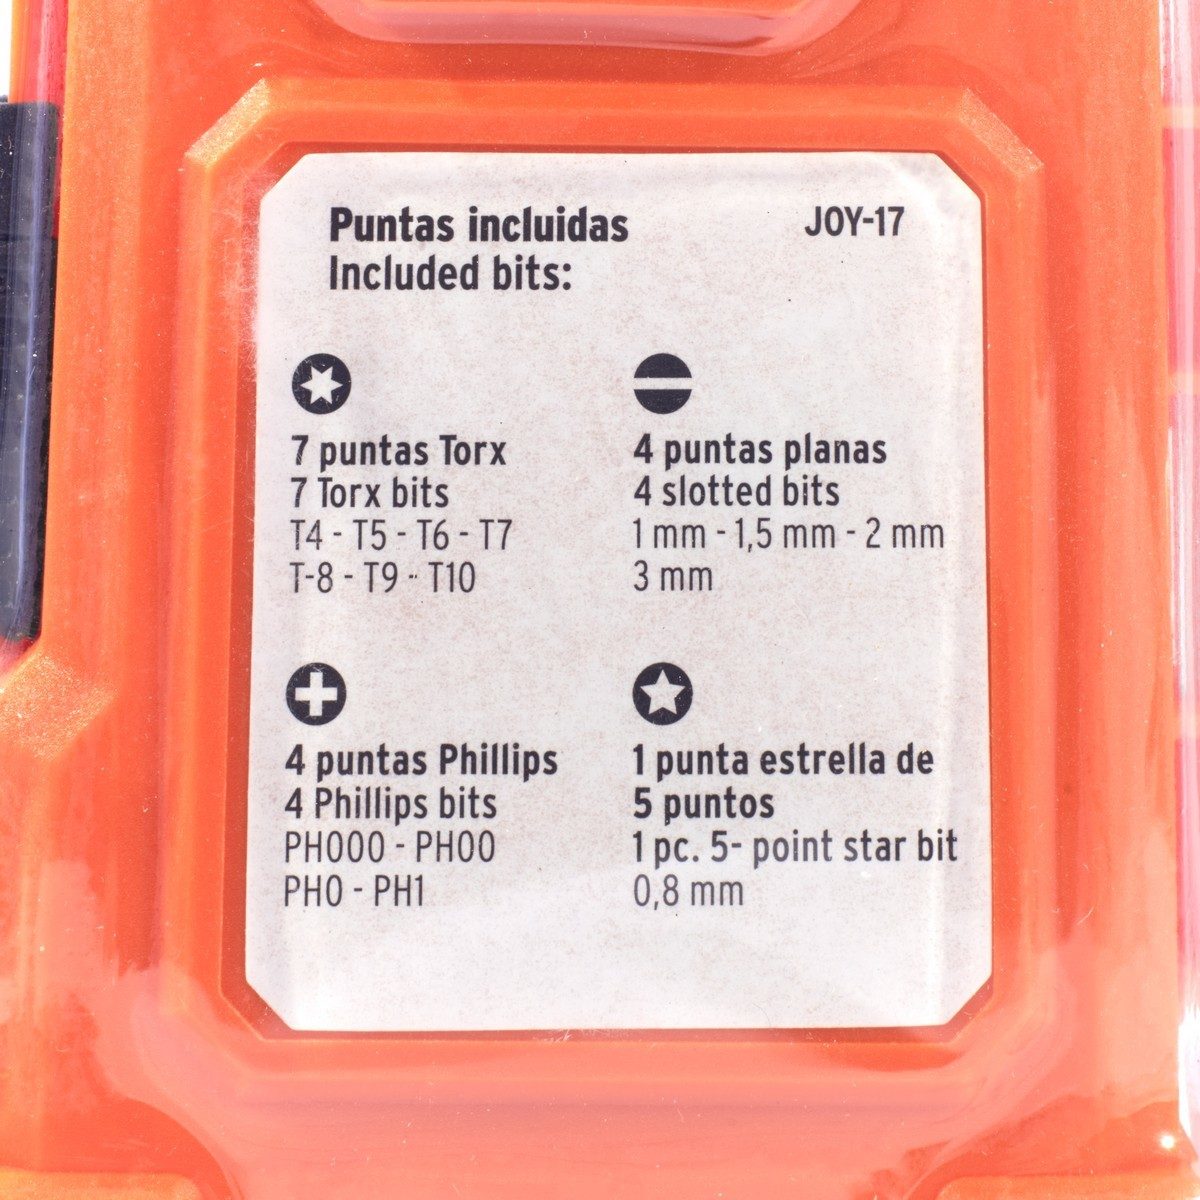 Puntas incluidas
Included bits:
JOY-17
7 puntas Torx
7 Torx bits
T4 - T5 - T6 - T7
T-8 - T9 - T10
4 puntas planas
4 slotted bits
1 mm - 1,5 mm - 2 mm
3 mm
4 puntas Phillips
4 Phillips bits
PH000 - PH00
PH0 - PH1
1 punta estrella de
5 puntos
1 pc. 5- point star bit
0,8 mm